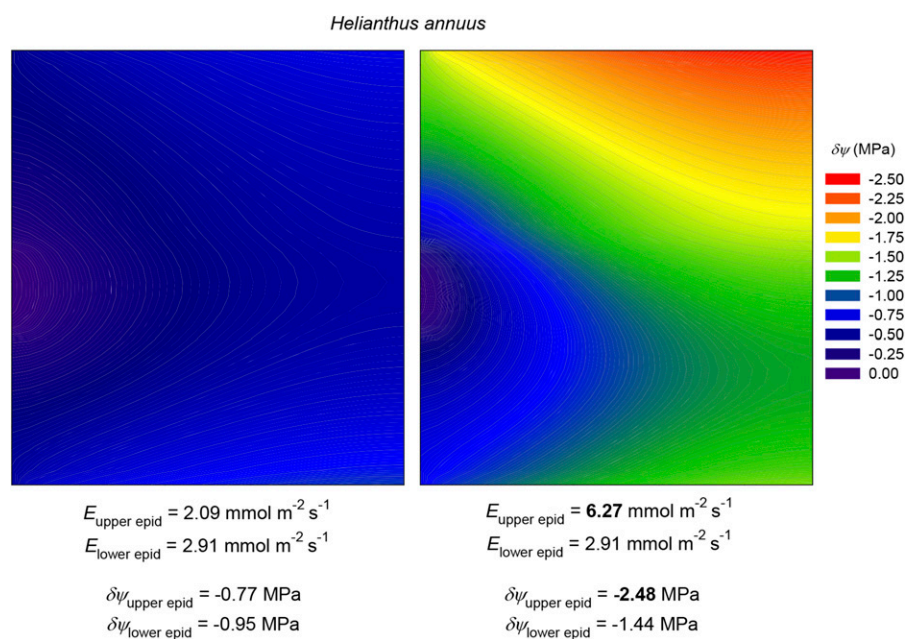 Helianthus annuus
δψ (MPa)
-2.50
-2.25
-2.00
-1.75
-1.50
-1.25
-1.00
-0.75
-0.50
-0.25
0.00
E upper epid = 2.09 mmol m⁻² s⁻¹
E lower epid = 2.91 mmol m⁻² s⁻¹
δψ upper epid = -0.77 MPa
δψ lower epid = -0.95 MPa
E upper epid = 6.27 mmol m⁻² s⁻¹
E lower epid = 2.91 mmol m⁻² s⁻¹
δψ upper epid = -2.48 MPa
δψ lower epid = -1.44 MPa